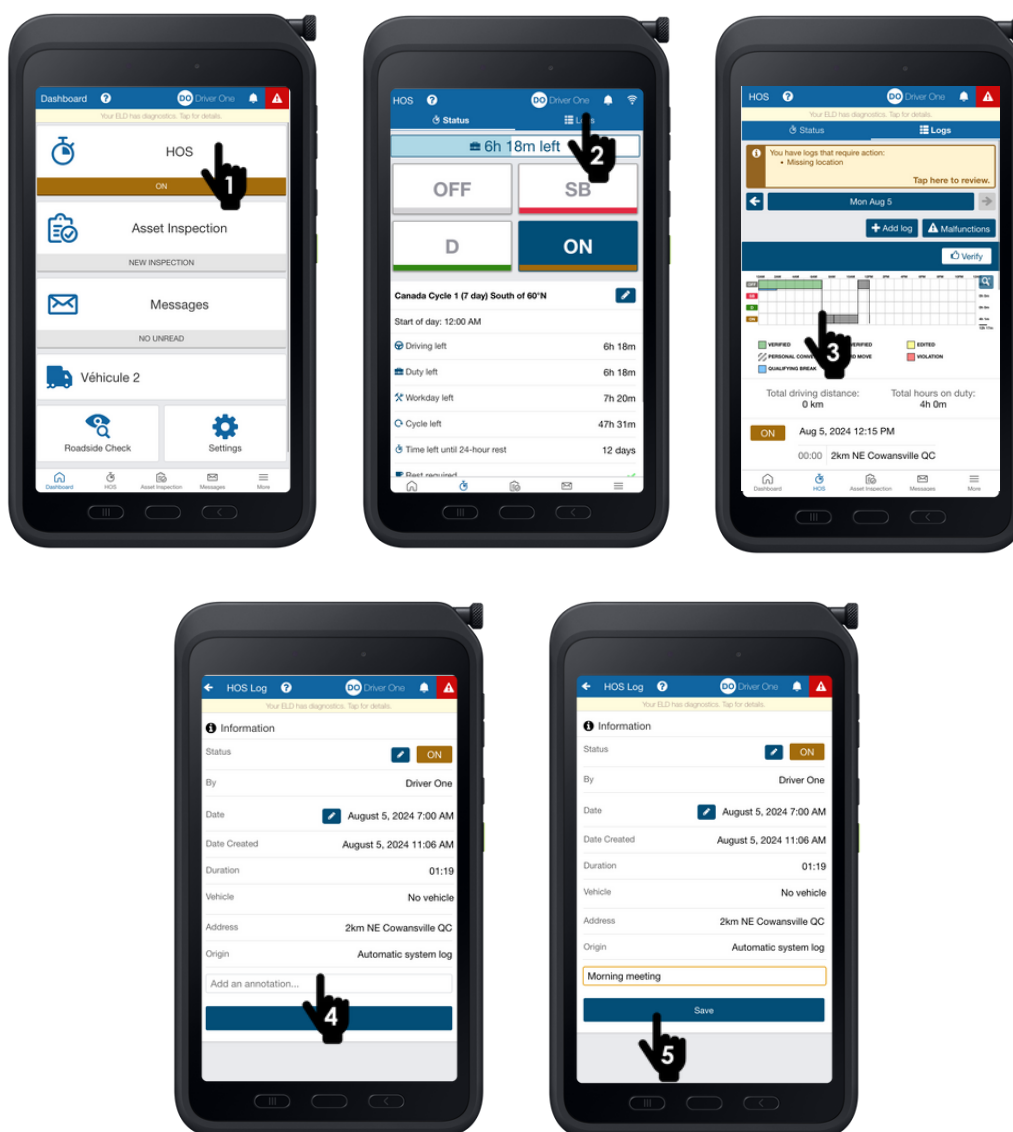 Dashboard ? DO Driver One
Your ELD has diagnostics. Tap for details.
HOS
1
ON
Asset Inspection
NEW INSPECTION
Messages
NO UNREAD
Véhicule 2
Roadside Check Settings
Dashboard HOS Asset Inspection Messages More
HOS ? DO Driver One
Status
2
6h 18m left
OFF SB
D ON
Canada Cycle 1 (7 day) South of 60°N
Start of day: 12:00 AM
Driving left 6h 18m
Duty left 6h 18m
Workday left 7h 20m
Cycle left 47h 31m
Time left until 24-hour rest 12 days
Rest required
HOS ? DO Driver One
Your ELD has diagnostics. Tap for details.
Status Logs
You have logs that require action:
• Missing location
Tap here to review.
Mon Aug 5
Add log Malfunctions
Verify
OFF
SB
D
ON
3
VERIFIED EDITED
VIOLATION
QUALIFYING BREAK
Total driving distance: Total hours on duty:
0 km 4h 0m
ON Aug 5, 2024 12:15 PM
00:00 2km NE Cowansville QC
Dashboard HOS Asset Inspection Messages More
HOS Log ? DO Driver One
Your ELD has diagnostics. Tap for details.
Information
Status ON
By Driver One
Date August 5, 2024 7:00 AM
Date Created August 5, 2024 11:06 AM
Duration 01:19
Vehicle No vehicle
Address 2km NE Cowansville QC
Origin Automatic system log
Add an annotation...
4
HOS Log ? DO Driver One
Your ELD has diagnostics. Tap for details.
Information
Status ON
By Driver One
Date August 5, 2024 7:00 AM
Date Created August 5, 2024 11:06 AM
Duration 01:19
Vehicle No vehicle
Address 2km NE Cowansville QC
Origin Automatic system log
Morning meeting
Save
5